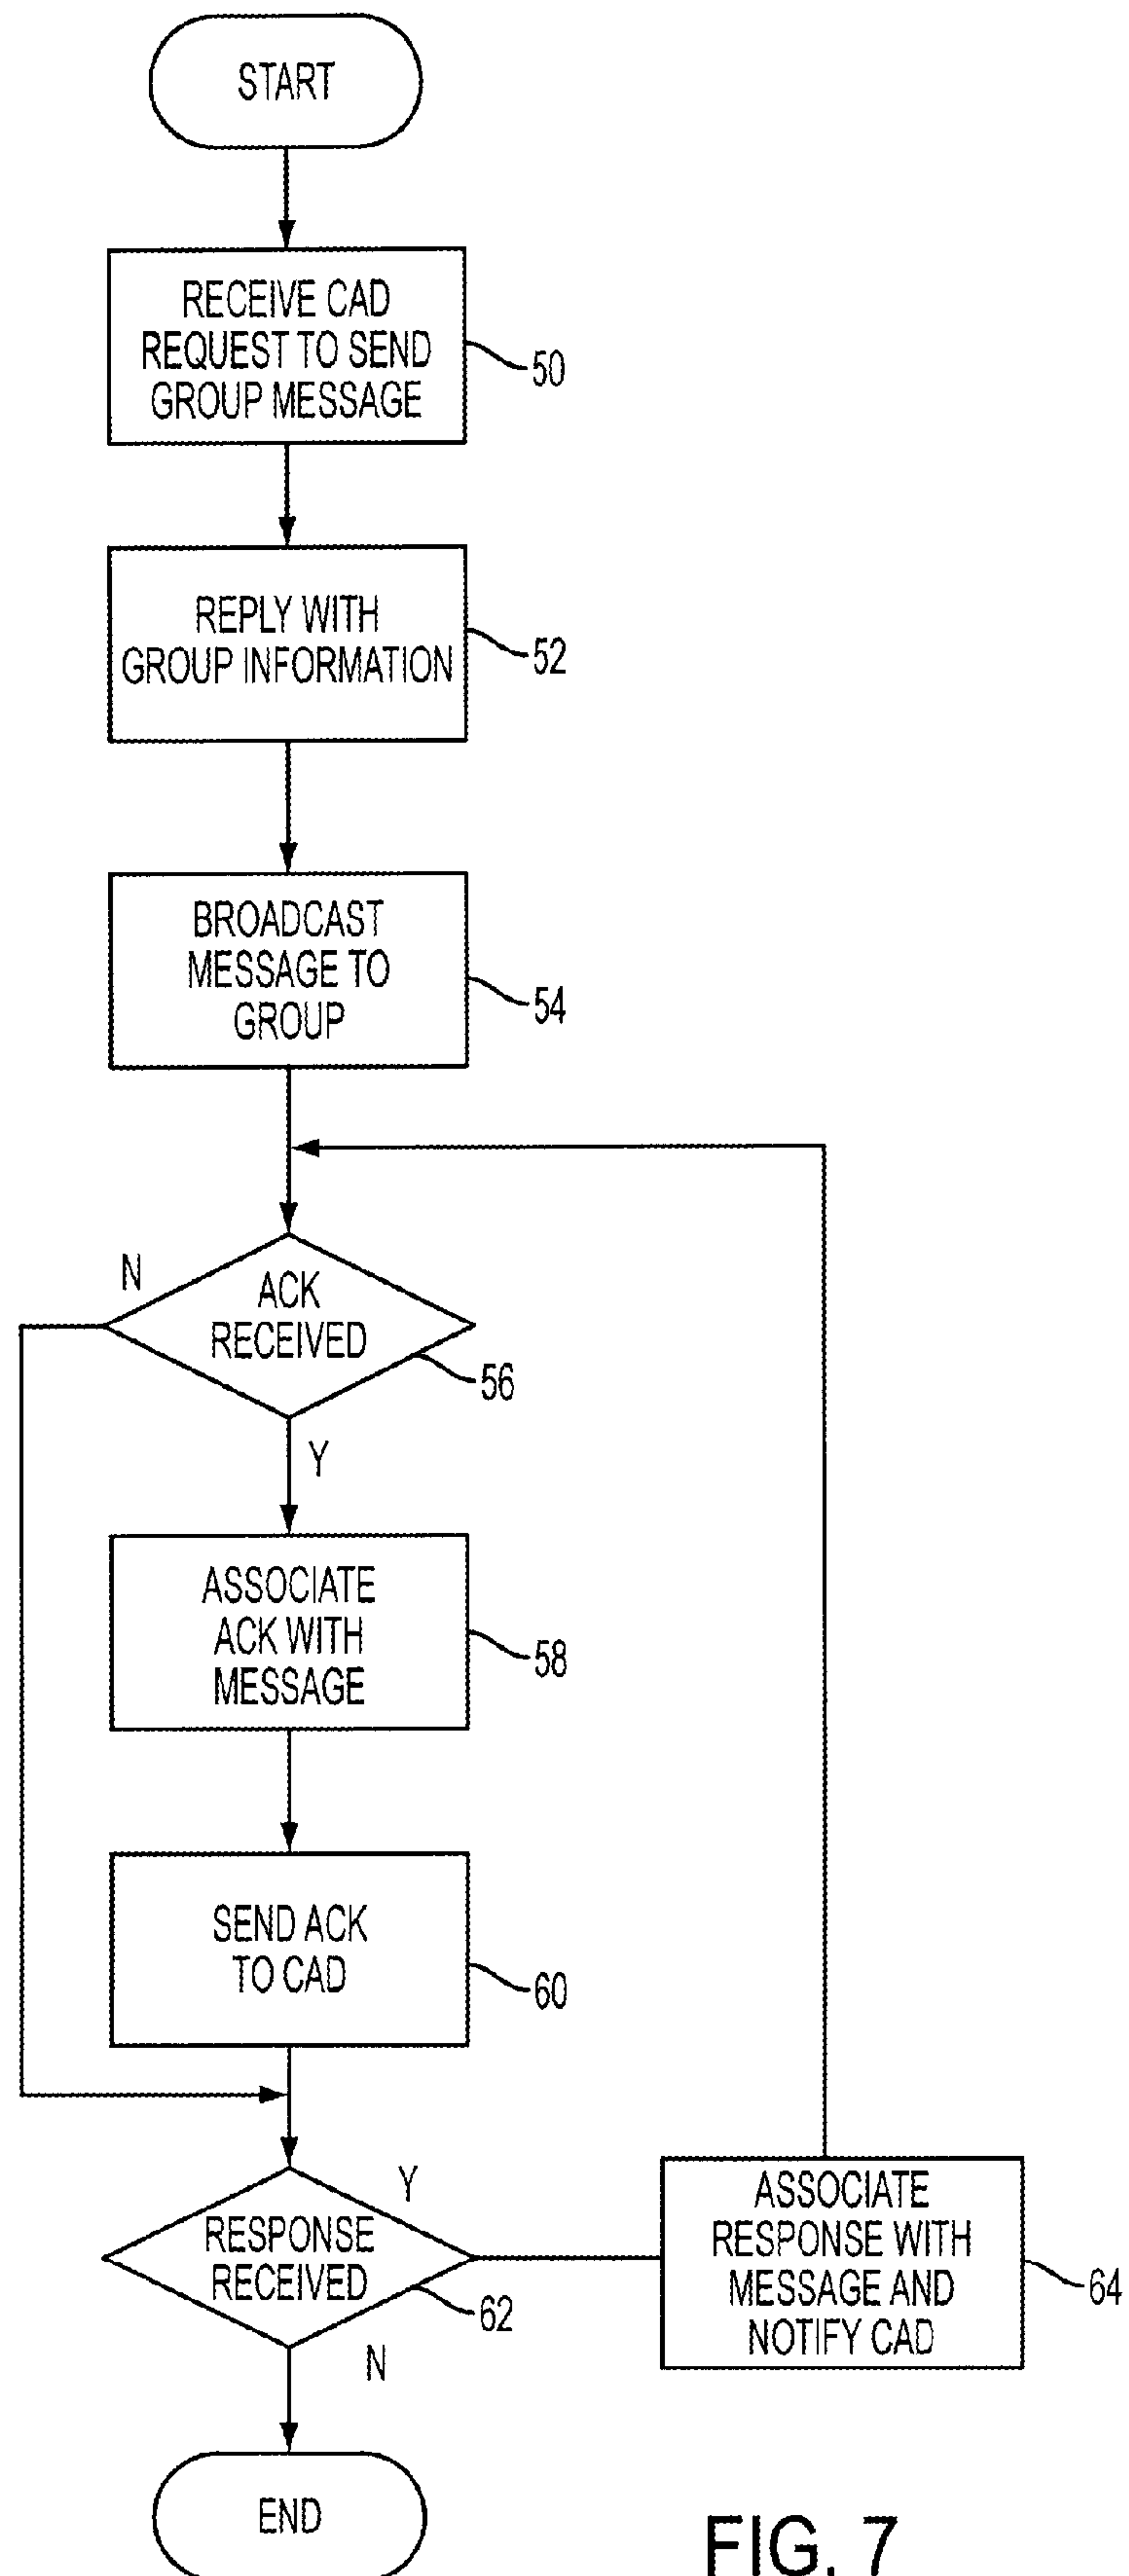 START
RECEIVE CAD
REQUEST TO SEND
GROUP MESSAGE
50
REPLY WITH
GROUP INFORMATION
52
BROADCAST
MESSAGE TO
GROUP
54
N
ACK
RECEIVED
56
Y
ASSOCIATE
ACK WITH
MESSAGE
58
SEND ACK
TO CAD
60
Y
RESPONSE
RECEIVED
62
N
ASSOCIATE
RESPONSE WITH
MESSAGE AND
NOTIFY CAD
64
END
FIG. 7